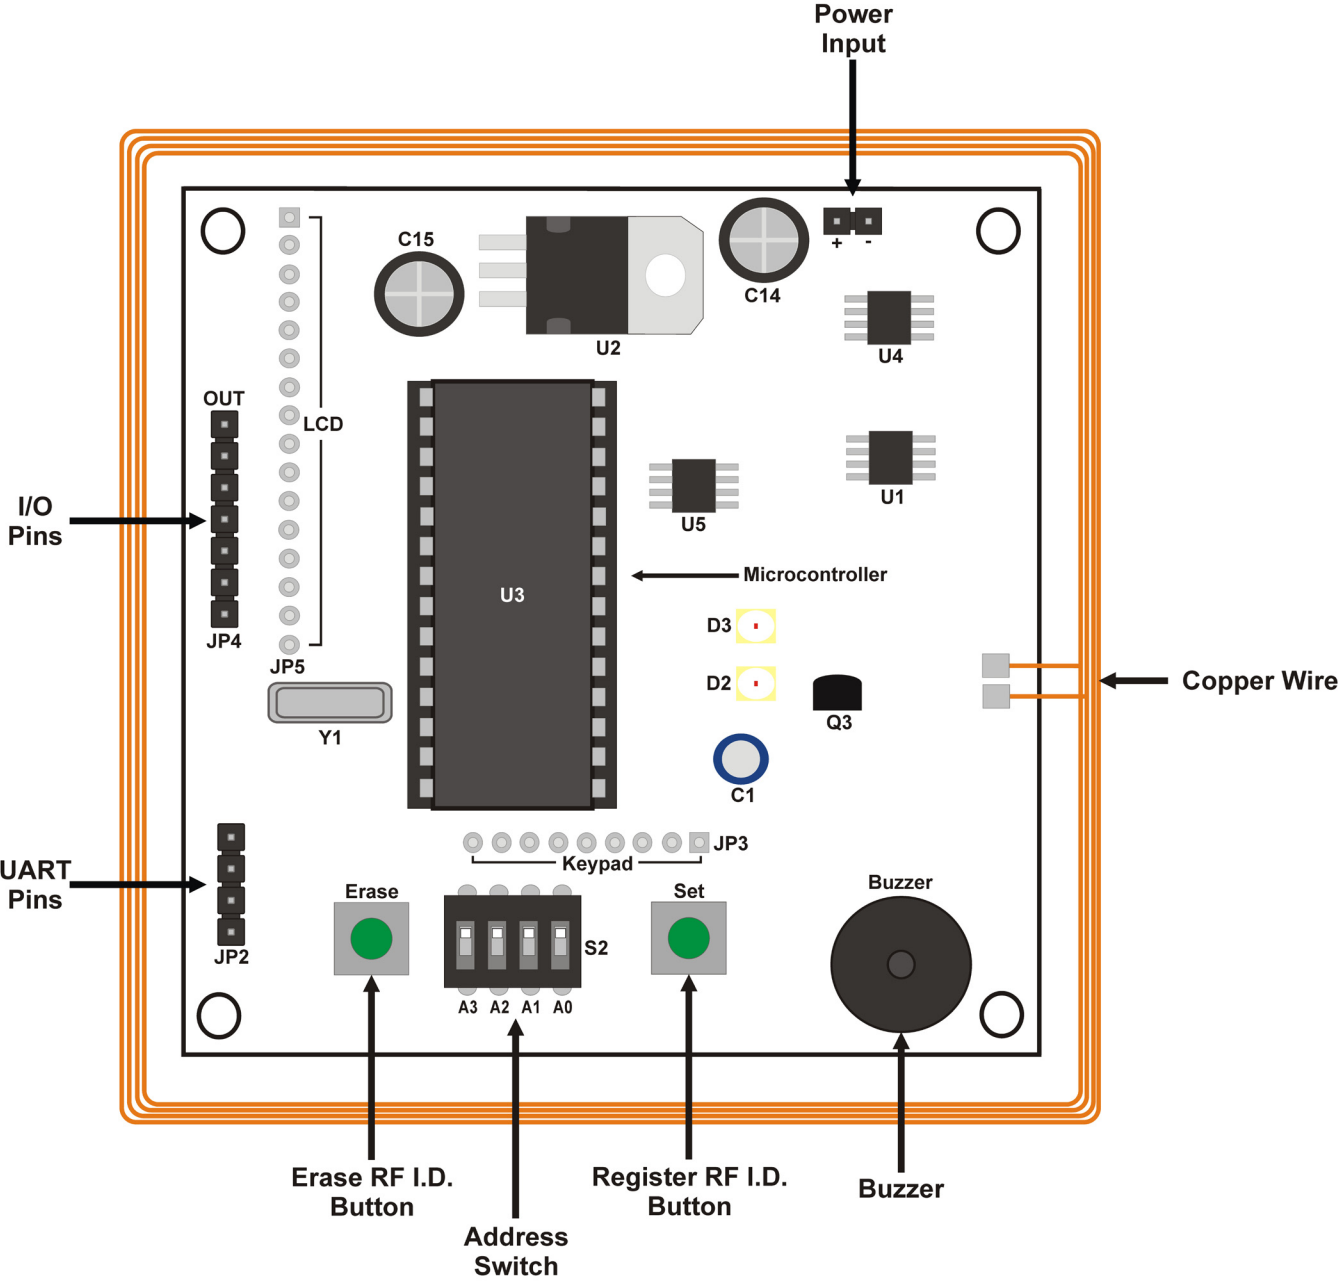 Power
Input
+ -
C15
C14
U2
U4
OUT
LCD
U1
I/O
Pins
U5
Microcontroller
U3
D3
JP4
JP5
D2
Copper Wire
Q3
Y1
C1
JP3
Keypad
UART
Pins
Erase
Set
Buzzer
S2
JP2
A3 A2 A1 A0
Erase RF I.D.
Button
Register RF I.D.
Button
Buzzer
Address
Switch